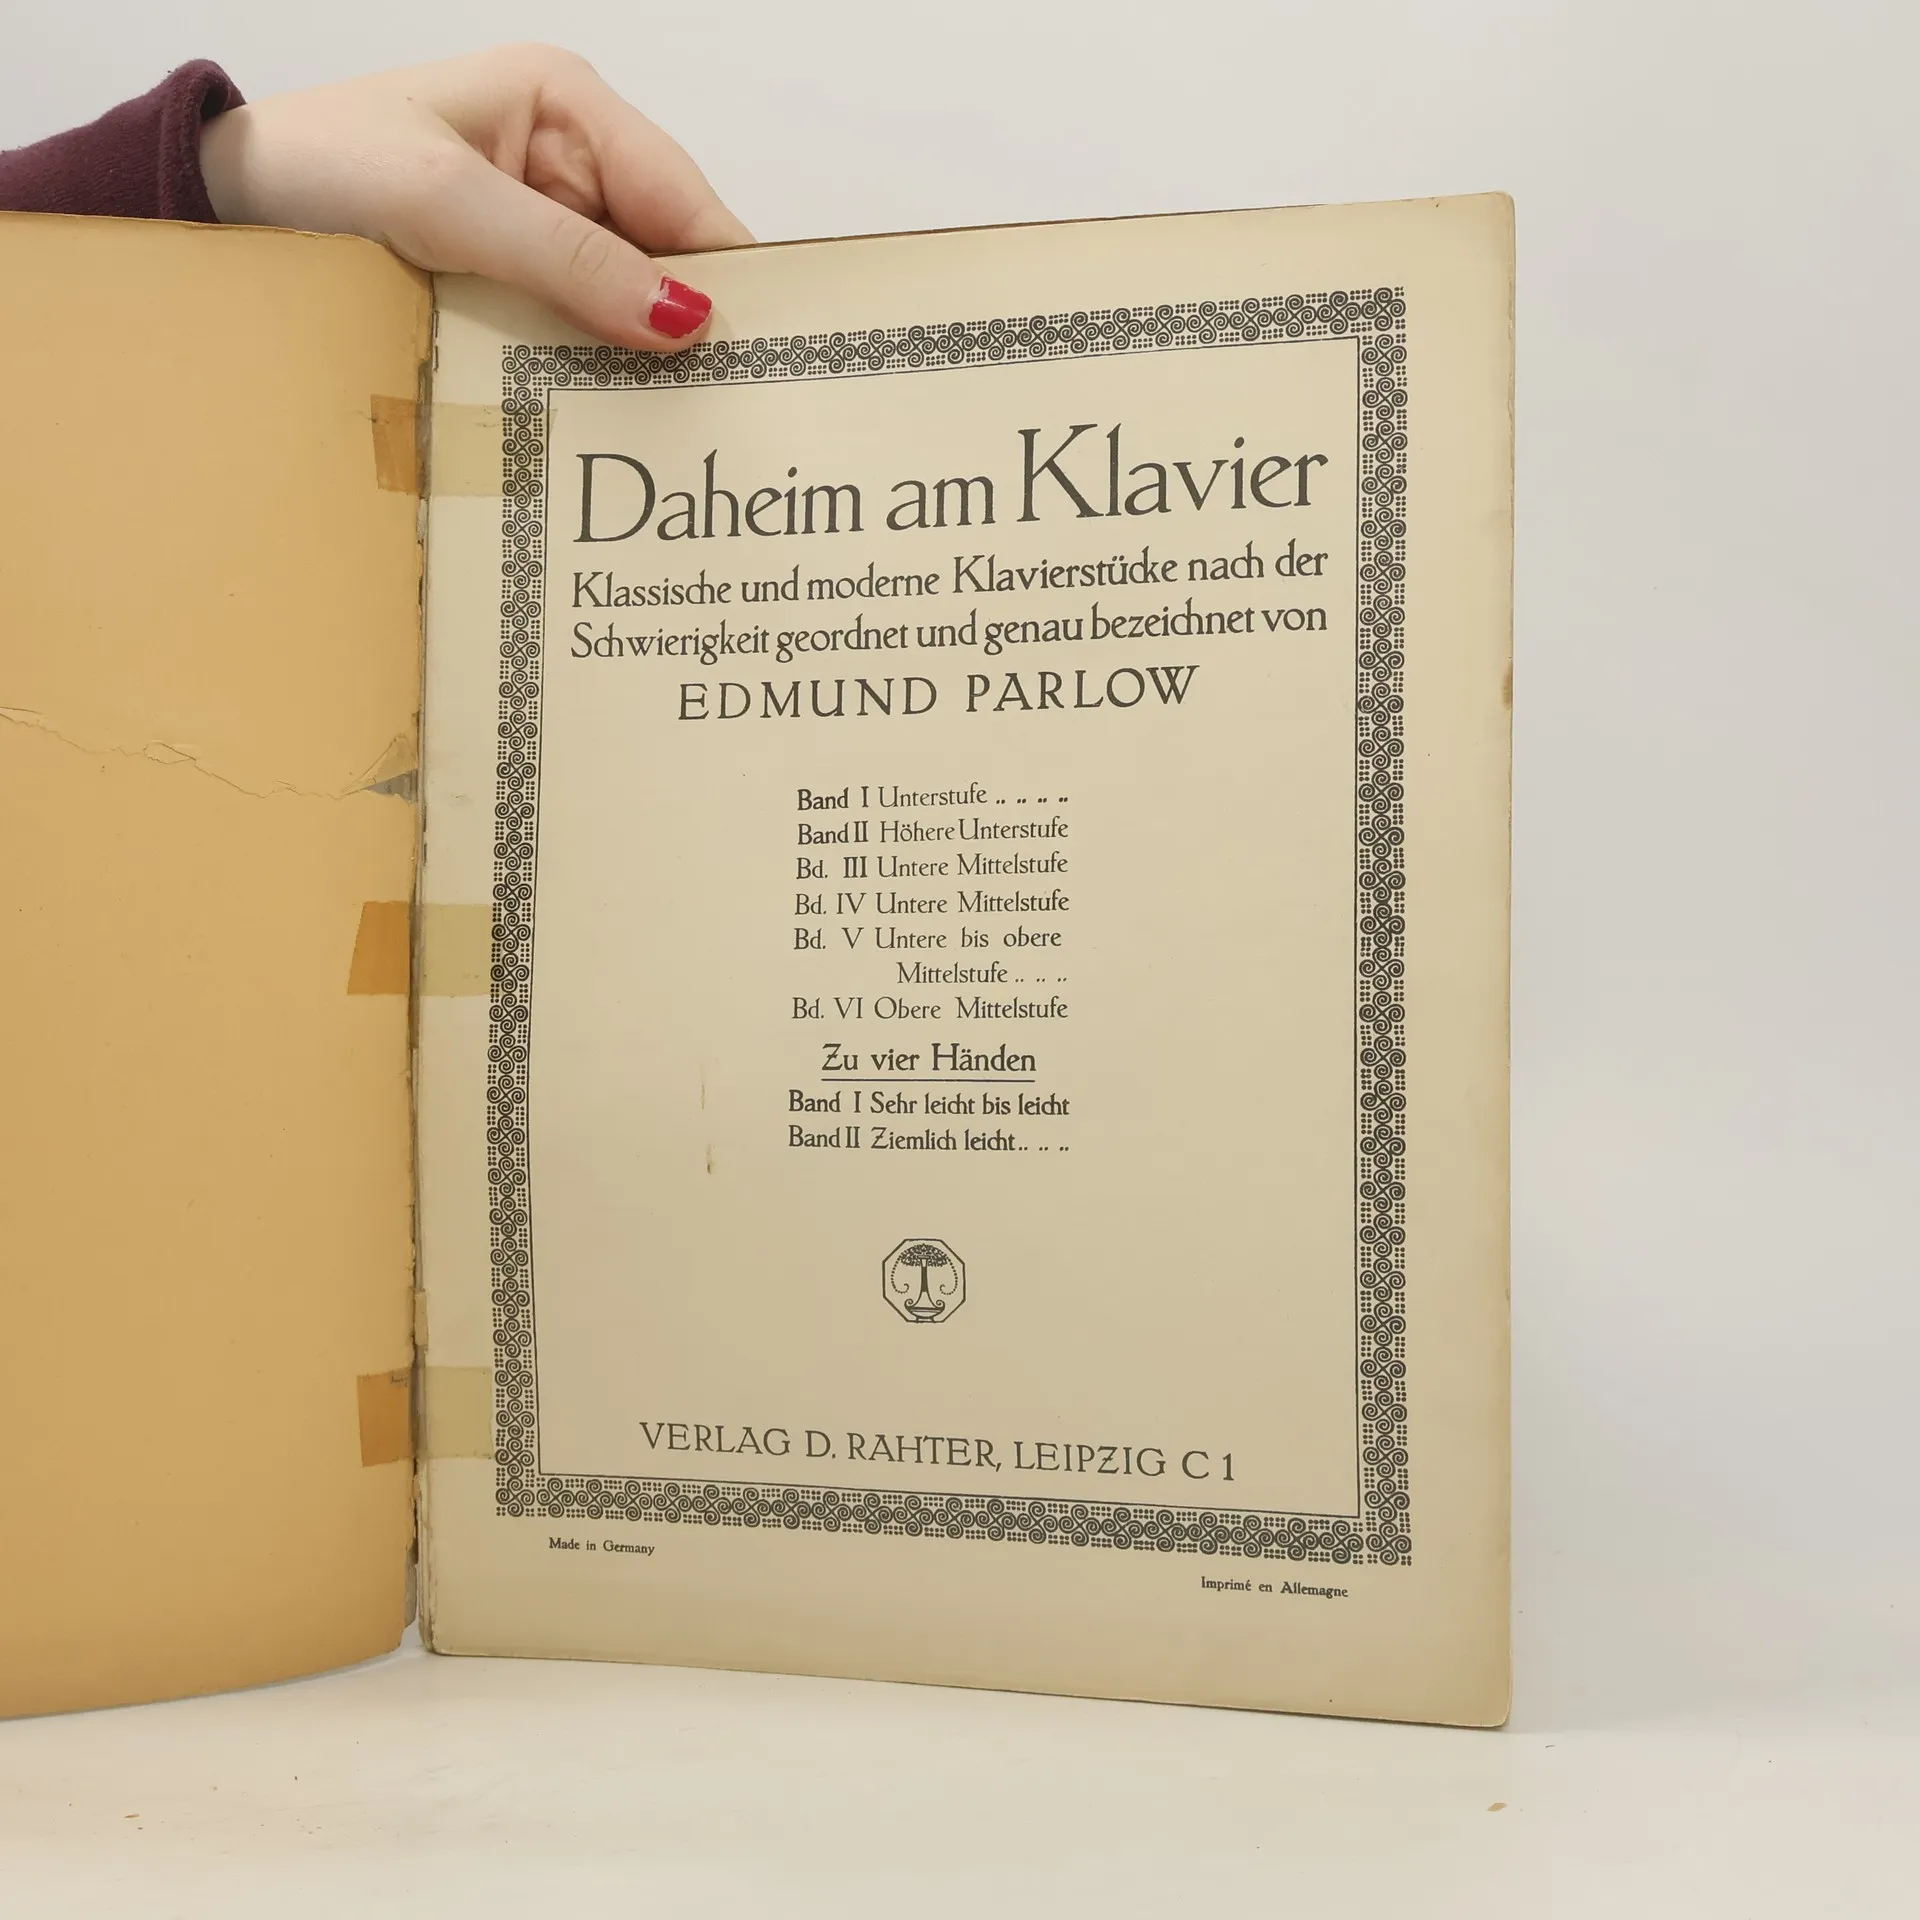 Daheim am Klavier
Klassische und moderne Klavierstücke nach der
Schwierigkeit geordnet und genau bezeichnet von
EDMUND PARLOW
Band I Unterstufe .. .. .. ..
Band II Höhere Unterstufe
Bd. III Untere Mittelstufe
Bd. IV Untere Mittelstufe
Bd. V Untere bis obere
Mittelstufe .. .. ..
Bd. VI Obere Mittelstufe
Zu vier Händen
Band I Sehr leicht bis leicht
Band II Ziemlich leicht .. .. ..
VERLAG D. RAHTER, LEIPZIG C 1
Made in Germany
Imprimé en Allemagne